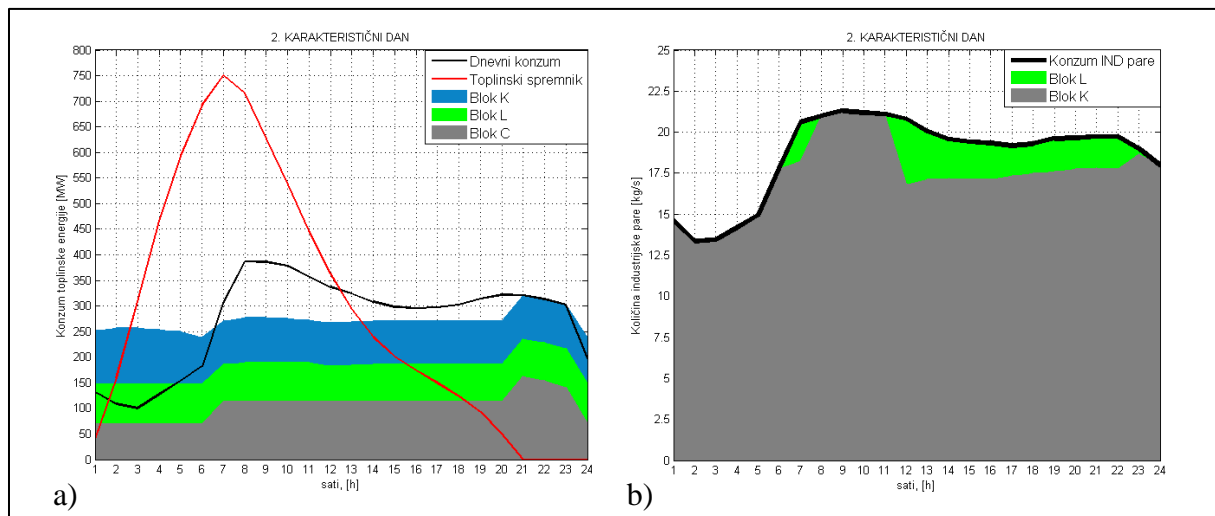 2. KARAKTERISTIČNI DAN
Konzum toplinske energije [MW]
800
750
700
650
600
550
500
450
400
350
300
250
200
150
100
50
0
Dnevni konzum
Toplinski spremnik
Blok K
Blok L
Blok C
1 2 3 4 5 6 7 8 9 10 11 12 13 14 15 16 17 18 19 20 21 22 23 24
sati, [h]
a)
2. KARAKTERISTIČNI DAN
Količina industrijske pare [kg/s]
25
22.5
20
17.5
15
12.5
10
7.5
5
2.5
0
Konzum IND pare
Blok L
Blok K
1 2 3 4 5 6 7 8 9 10 11 12 13 14 15 16 17 18 19 20 21 22 23 24
sati, [h]
b)